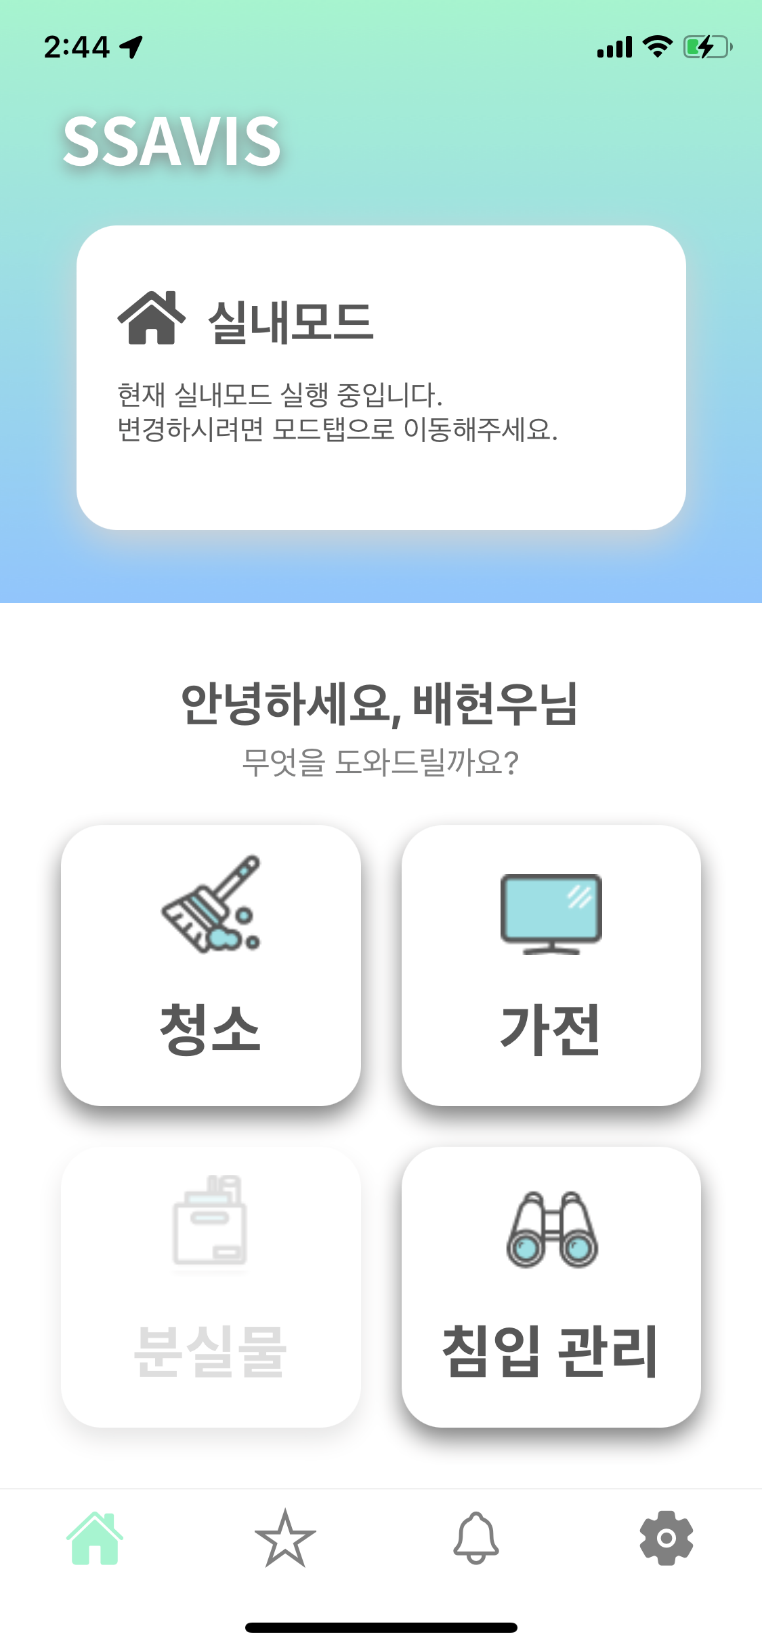 2:44
SSAVIS
실내모드
현재 실내모드 실행 중입니다.
변경하시려면 모드탭으로 이동해주세요.
안녕하세요, 배현우님
무엇을 도와드릴까요?
청소
가전
분실물
침입 관리